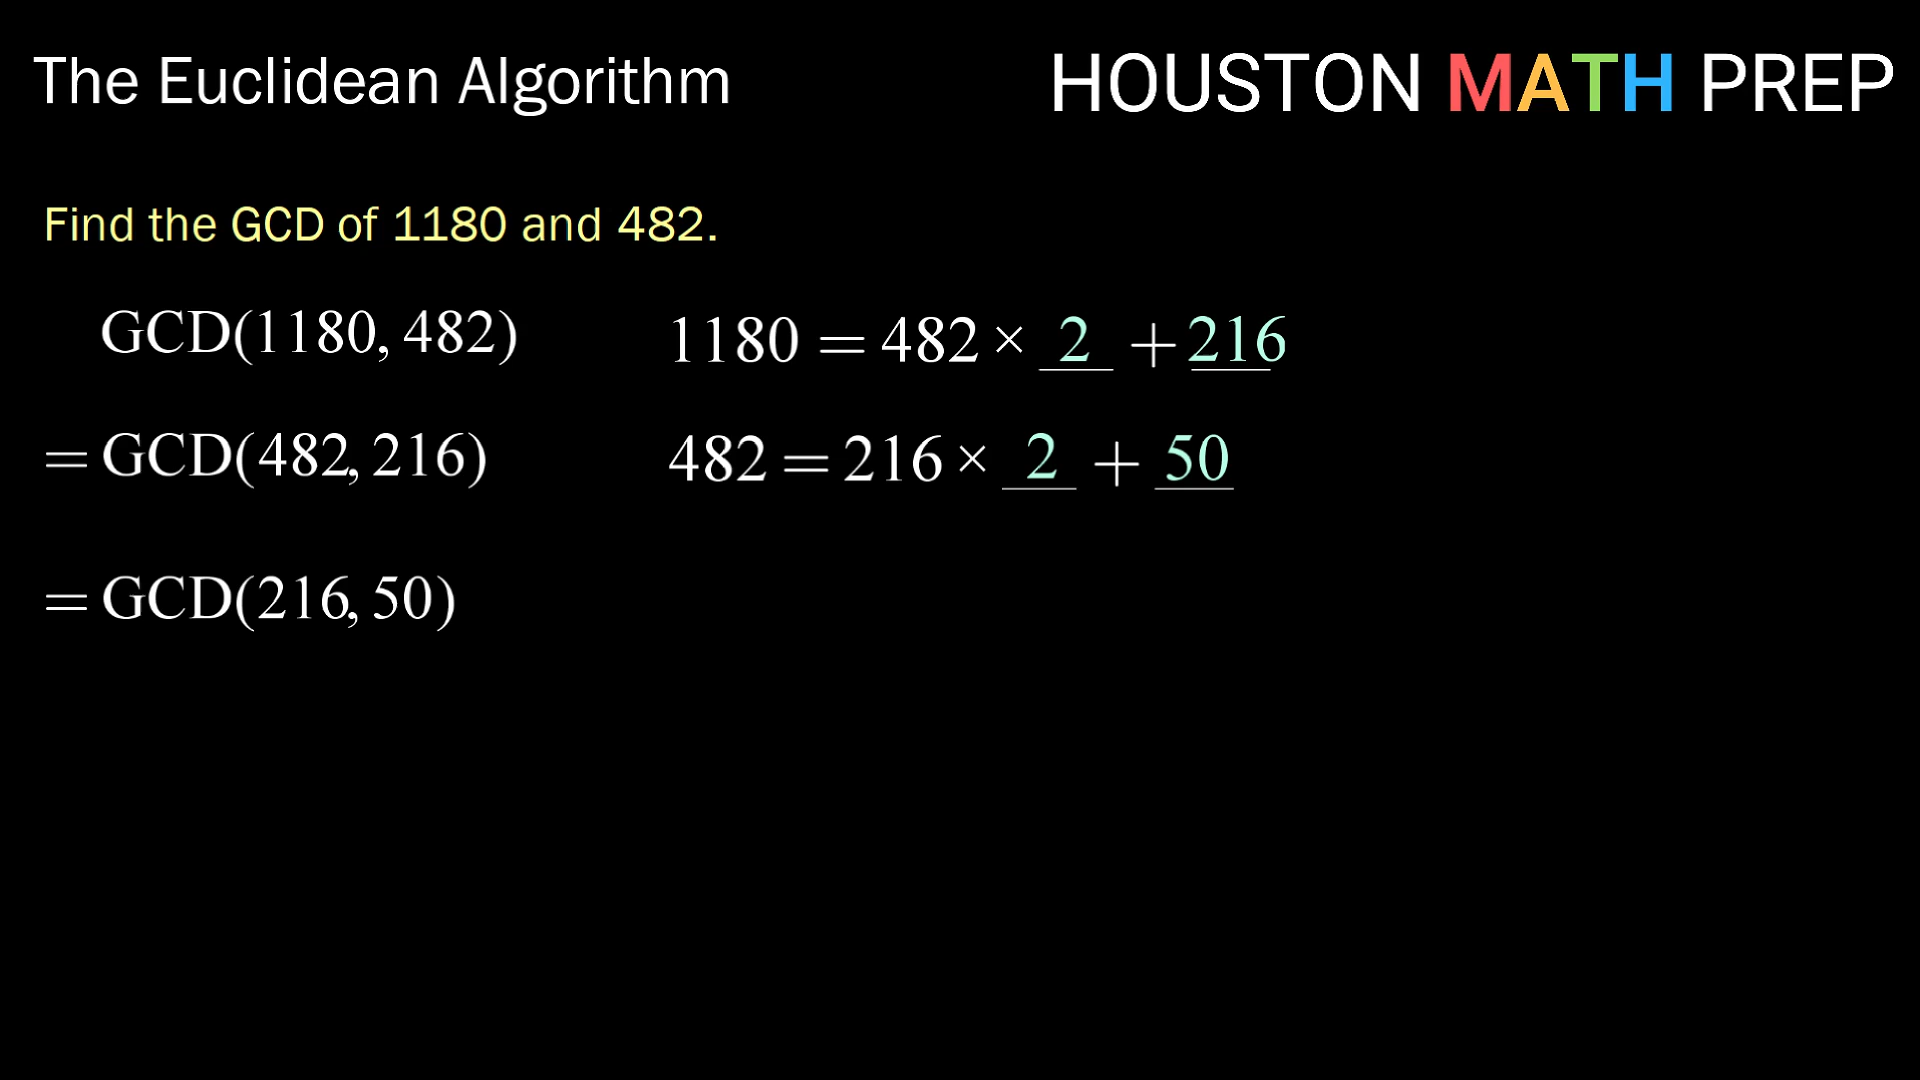 The Euclidean Algorithm
HOUSTON MATH PREP
Find the GCD of 1180 and 482.
GCD(1180, 482) 1180 = 482 × 2 + 216
= GCD(482, 216) 482 = 216 × 2 + 50
= GCD(216, 50)